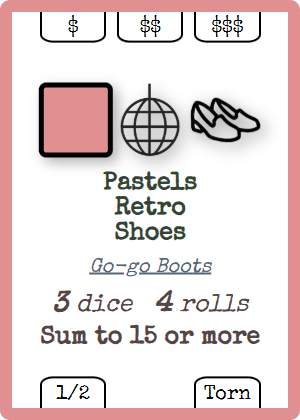 $ $$ $$$
Pastels
Retro
Shoes
Go-go Boots
3 dice 4 rolls
Sum to 15 or more
1/2 Torn